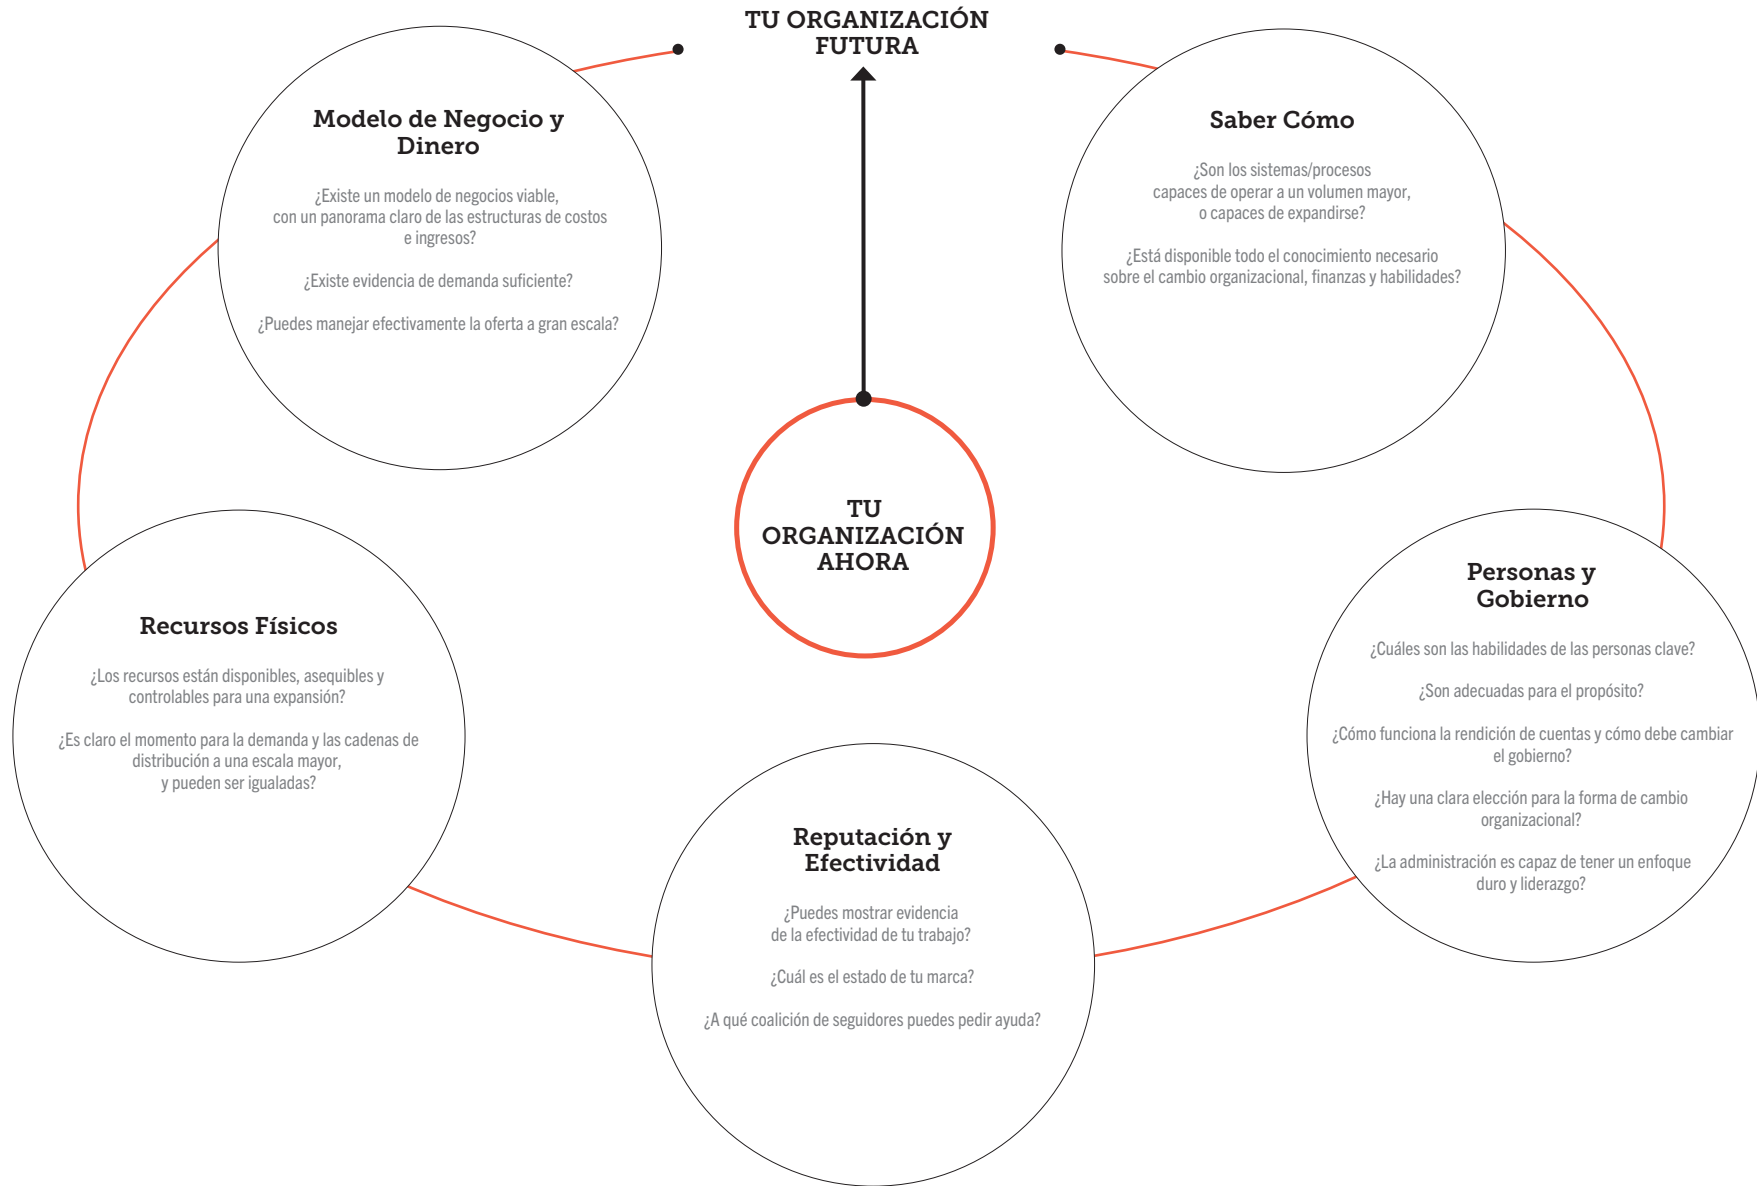 TU ORGANIZACIÓN
FUTURA
Modelo de Negocio y
Dinero
¿Existe un modelo de negocios viable,
con un panorama claro de las estructuras de costos
e ingresos?
¿Existe evidencia de demanda suficiente?
¿Puedes manejar efectivamente la oferta a gran escala?
Saber Cómo
¿Son los sistemas/procesos
capaces de operar a un volumen mayor,
o capaces de expandirse?
¿Está disponible todo el conocimiento necesario
sobre el cambio organizacional, finanzas y habilidades?
TU
ORGANIZACIÓN
AHORA
Recursos Físicos
¿Los recursos están disponibles, asequibles y
controlables para una expansión?
¿Es claro el momento para la demanda y las cadenas de
distribución a una escala mayor,
y pueden ser igualadas?
Personas y
Gobierno
¿Cuáles son las habilidades de las personas clave?
¿Son adecuadas para el propósito?
¿Cómo funciona la rendición de cuentas y cómo debe cambiar
el gobierno?
¿Hay una clara elección para la forma de cambio
organizacional?
¿La administración es capaz de tener un enfoque
duro y liderazgo?
Reputación y
Efectividad
¿Puedes mostrar evidencia
de la efectividad de tu trabajo?
¿Cuál es el estado de tu marca?
¿A qué coalición de seguidores puedes pedir ayuda?